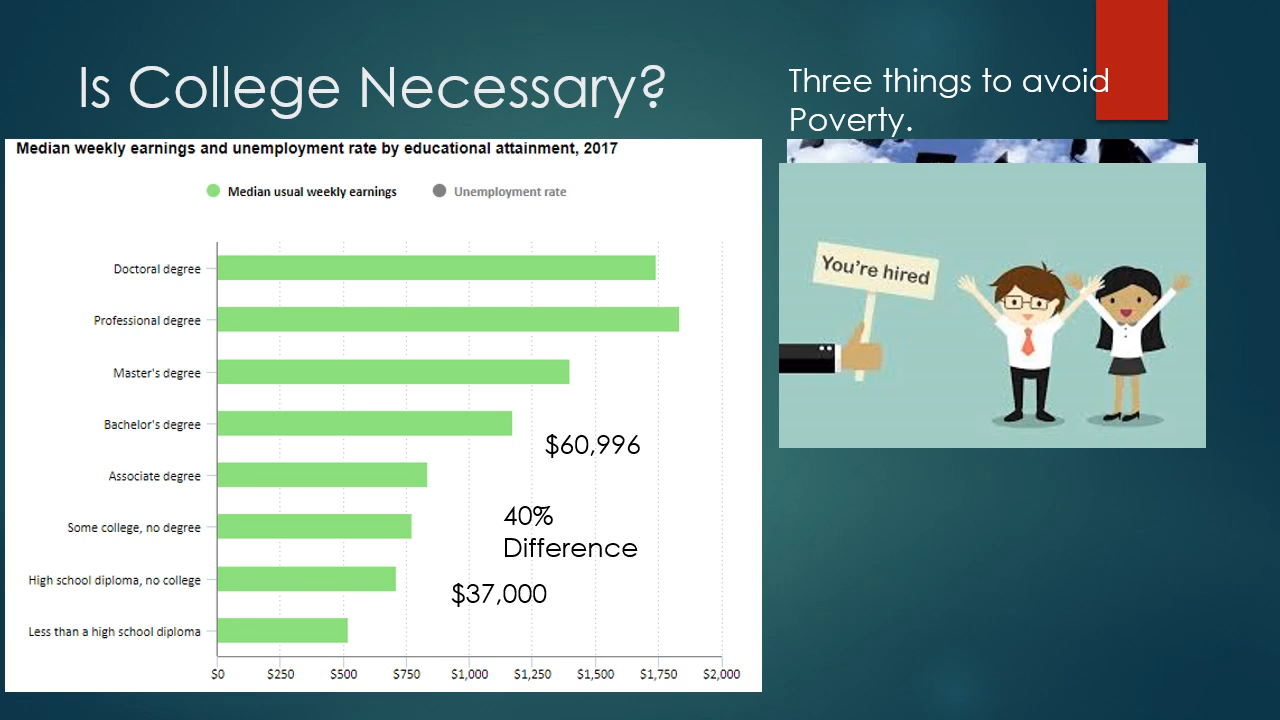 Is College Necessary?
Three things to avoid
Poverty.
Median weekly earnings and unemployment rate by educational attainment, 2017
Median usual weekly earnings
Unemployment rate
Doctoral degree
Professional degree
Master's degree
Bachelor's degree
$60,996
Associate degree
Some college, no degree
40%
Difference
High school diploma, no college
$37,000
Less than a high school diploma
$0 $250 $500 $750 $1,000 $1,250 $1,500 $1,750 $2,000
You're hired